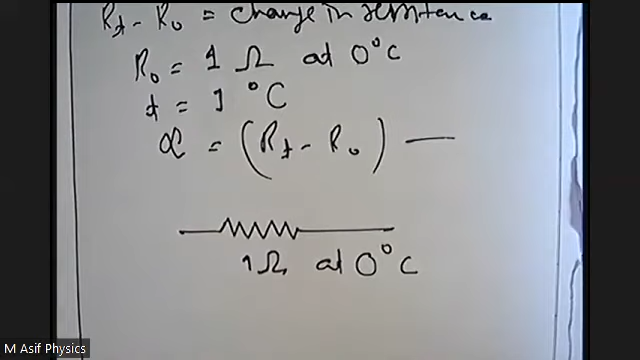 Rt - R0 = change in resistance
R0 = 1 Ω at 0°C
t = 1 °C
α = (Rt - R0) —
1Ω at 0°C
M Asif Physics